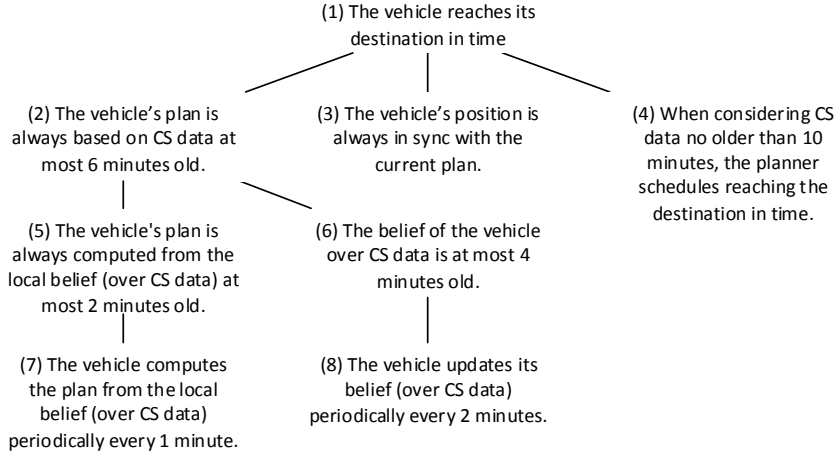 (1) The vehicle reaches its
destination in time
(2) The vehicle’s plan is
always based on CS data at
most 6 minutes old.
(3) The vehicle’s position is
always in sync with the
current plan.
(4) When considering CS
data no older than 10
minutes, the planner
schedules reaching the
destination in time.
(5) The vehicle's plan is
always computed from the
local belief (over CS data) at
most 2 minutes old.
(6) The belief of the vehicle
over CS data is at most 4
minutes old.
(7) The vehicle computes
the plan from the local
belief (over CS data)
periodically every 1 minute.
(8) The vehicle updates its
belief (over CS data)
periodically every 2 minutes.